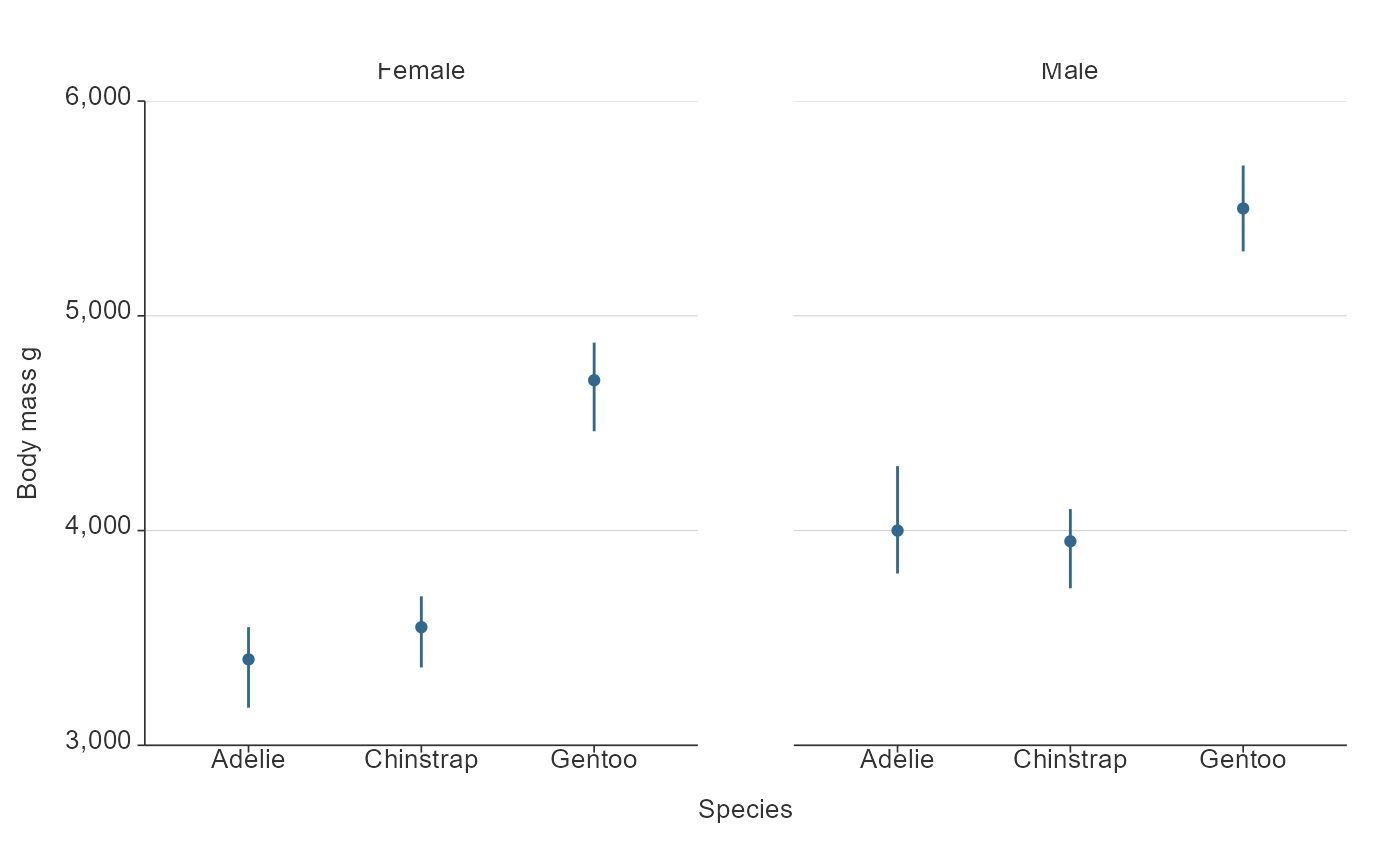 Female
Male
6,000
5,000
4,000
3,000
Body mass g
Adelie Chinstrap Gentoo
Adelie Chinstrap Gentoo
Species